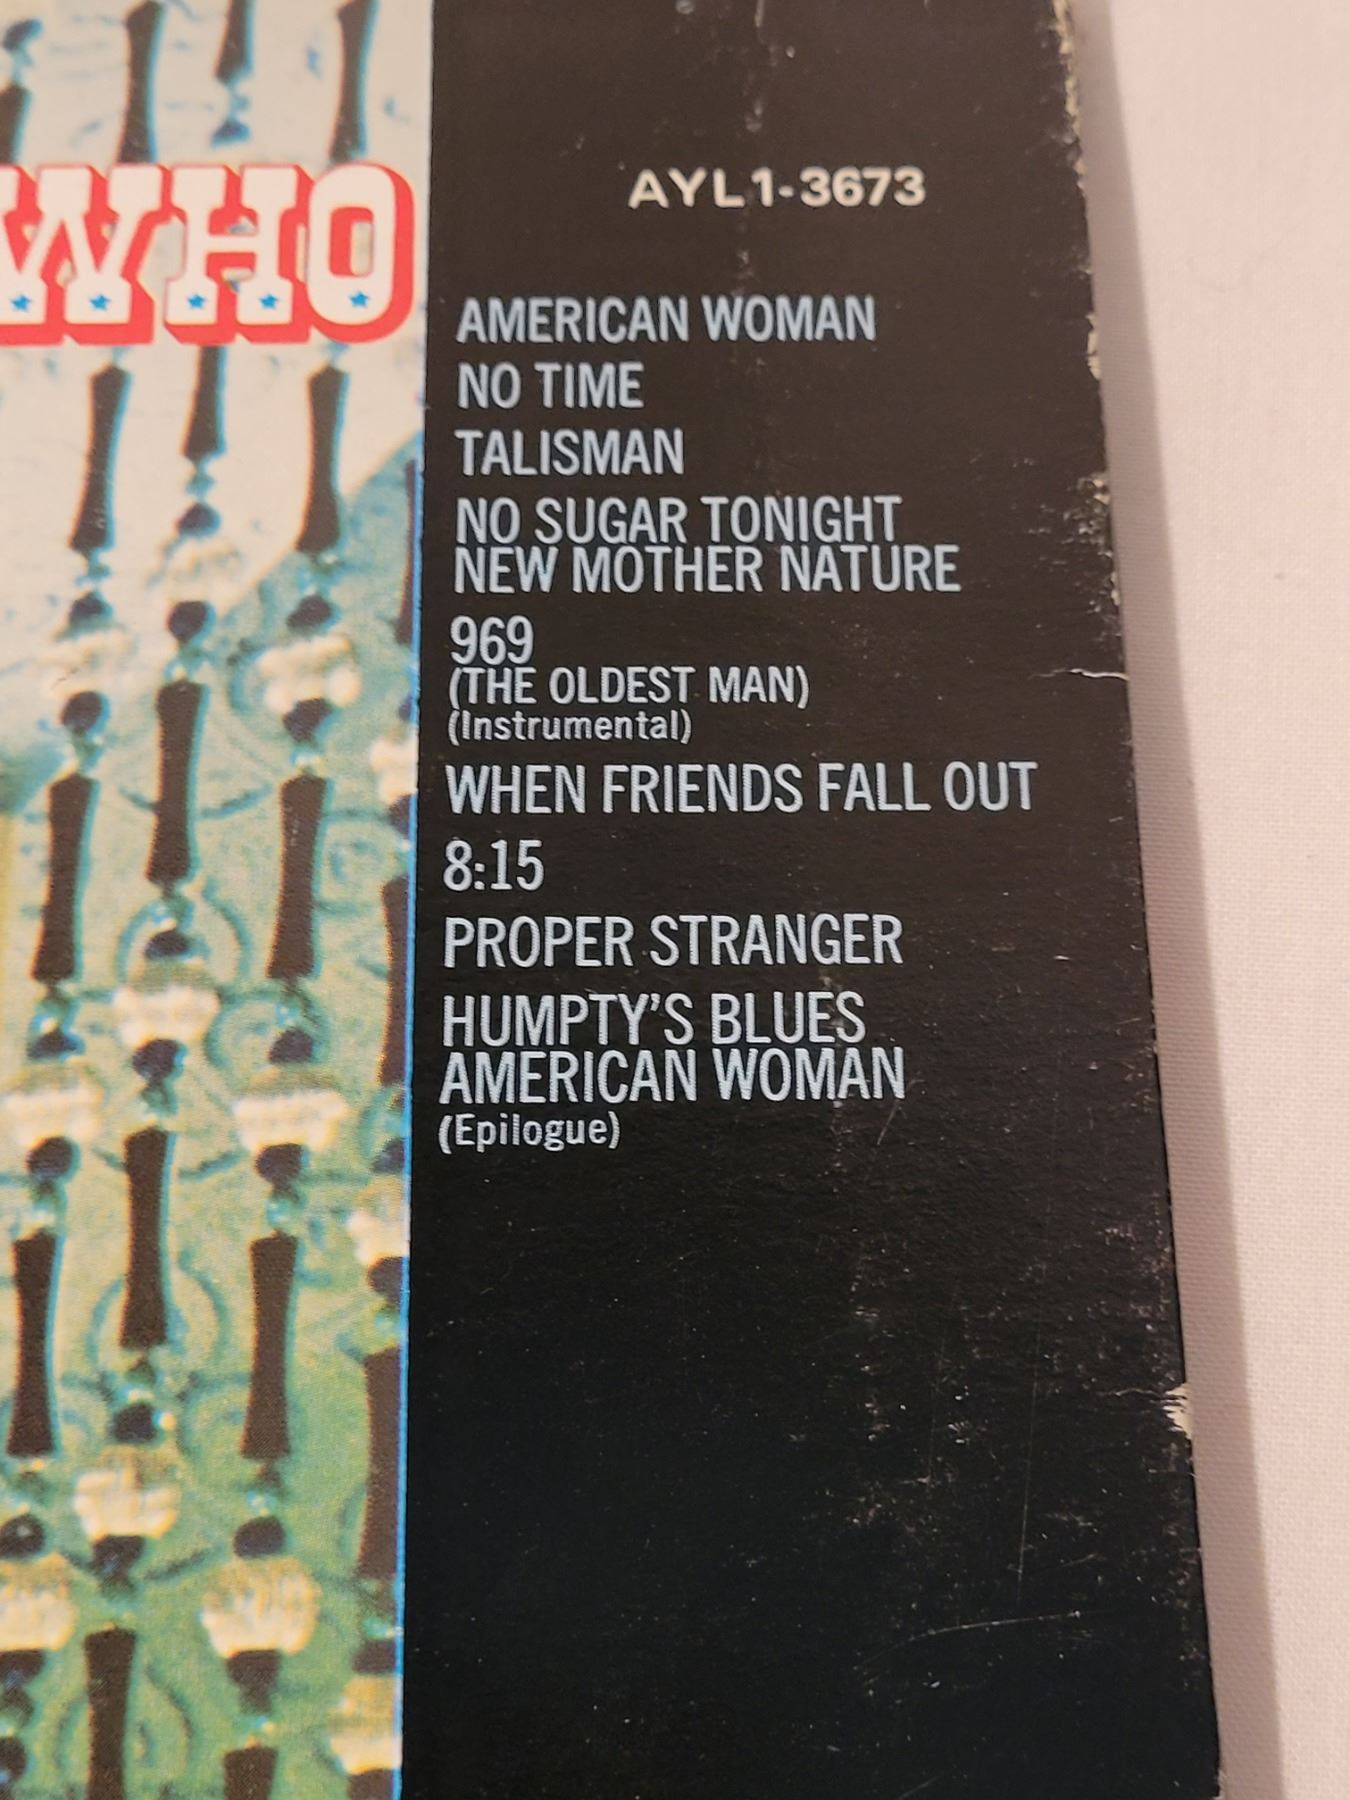 WHO
AYL1-3673
AMERICAN WOMAN
NO TIME
TALISMAN
NO SUGAR TONIGHT
NEW MOTHER NATURE
969
(THE OLDEST MAN)
(Instrumental)
WHEN FRIENDS FALL OUT
8:15
PROPER STRANGER
HUMPTY'S BLUES
AMERICAN WOMAN
(Epilogue)